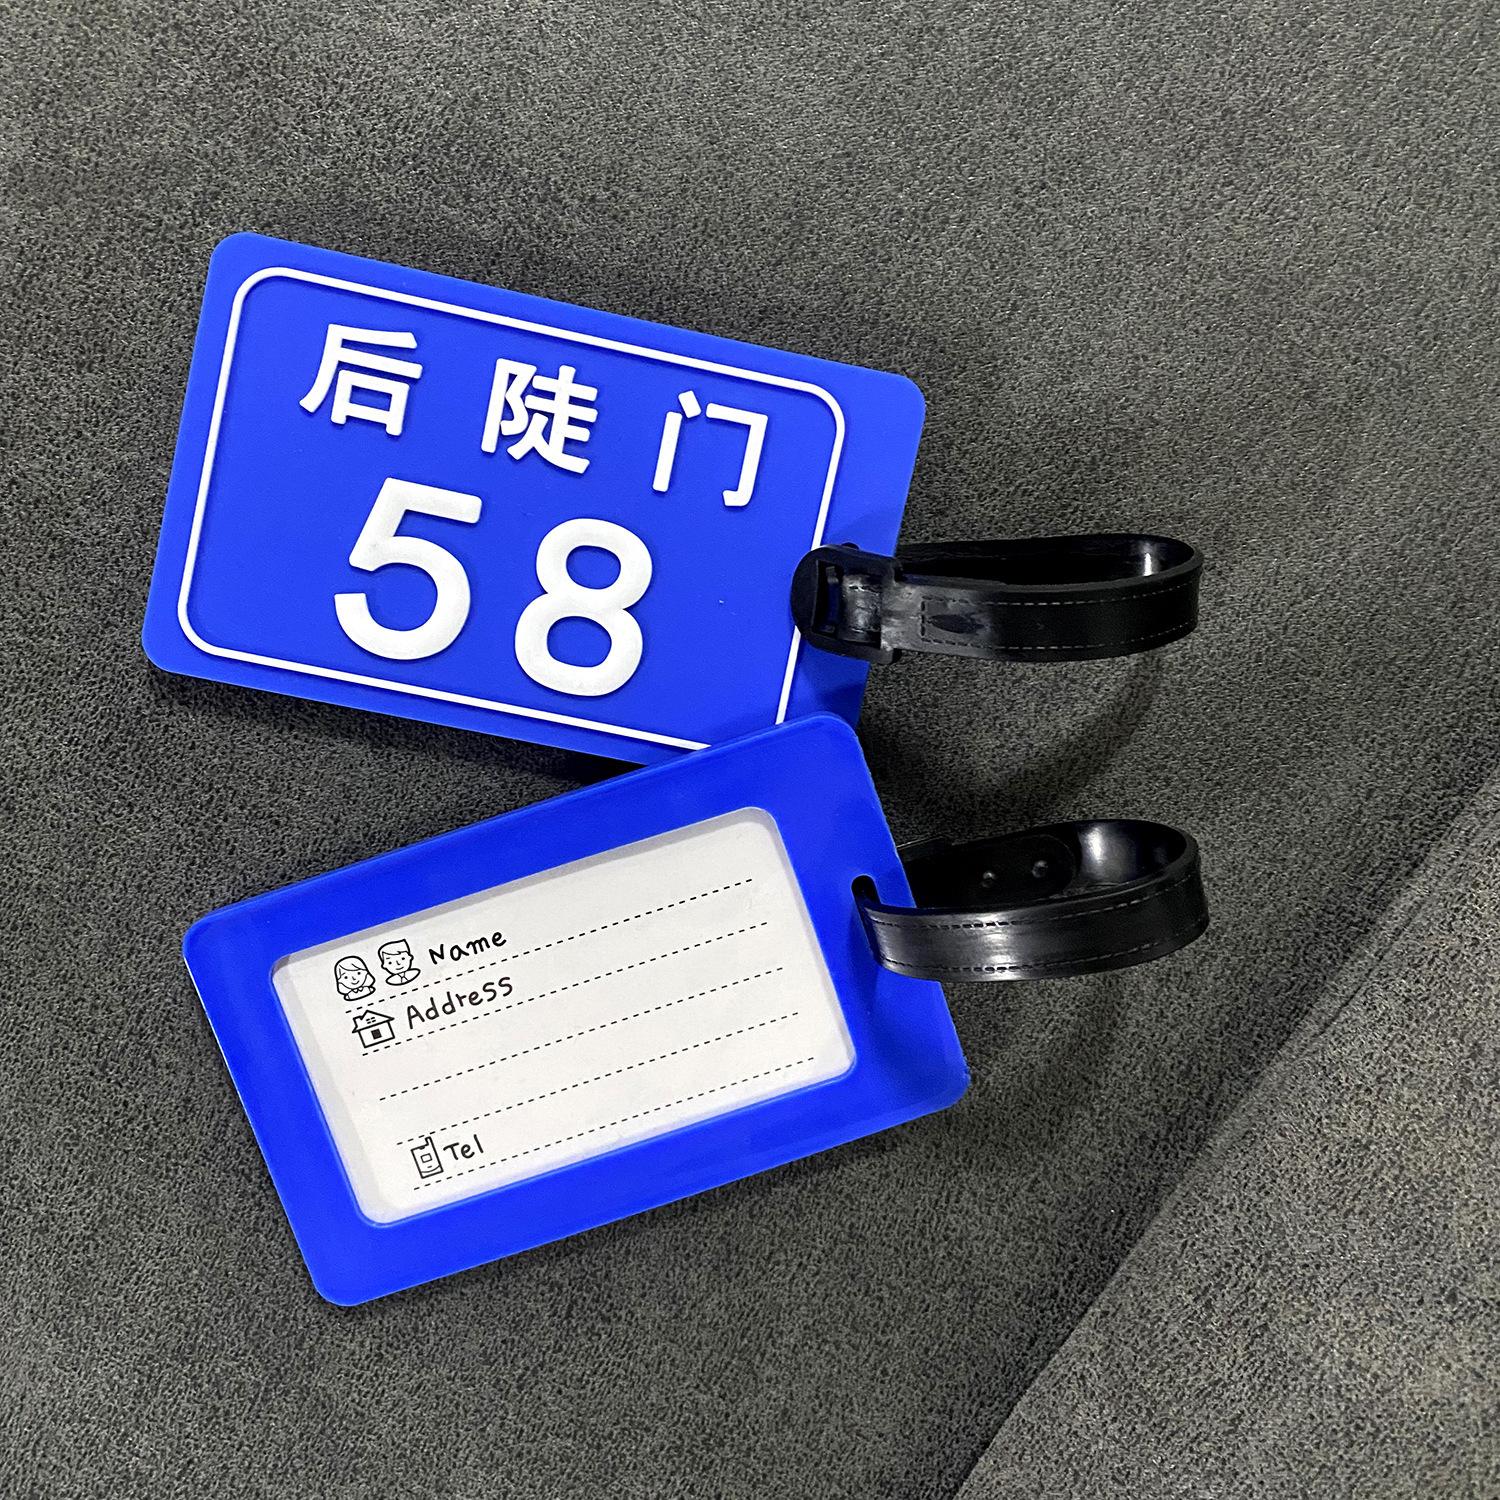 后陡门
58
Name
Address
Tel